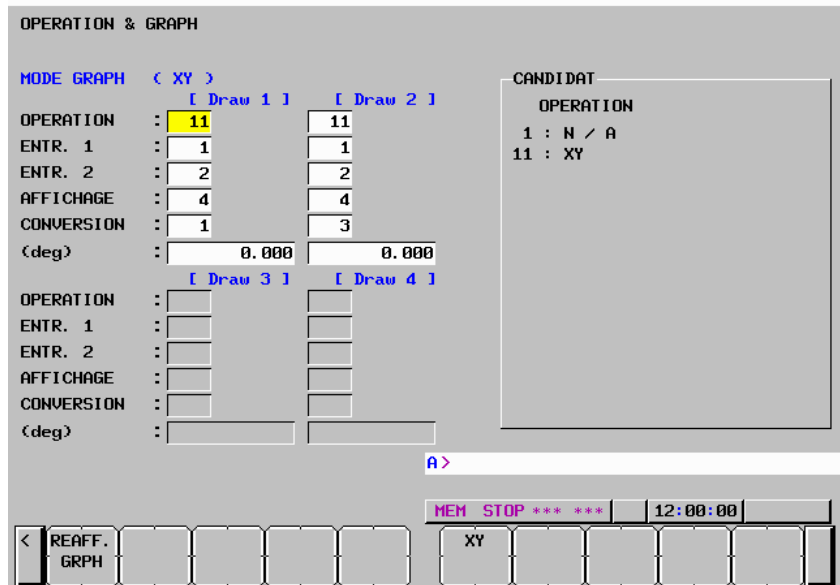 OPERATION & GRAPH
MODE GRAPH ( XY )
[ Draw 1 ] [ Draw 2 ]
OPERATION : 11 11
ENTR. 1 : 1 1
ENTR. 2 : 2 2
AFFICHAGE : 4 4
CONVERSION : 1 3
(deg) : 0.000 0.000
[ Draw 3 ] [ Draw 4 ]
OPERATION :
ENTR. 1 :
ENTR. 2 :
AFFICHAGE :
CONVERSION :
(deg) :
CANDIDAT
OPERATION
1 : N / A
11 : XY
A>
MEM STOP *** *** 12:00:00
< REAFF. XY
GRPH